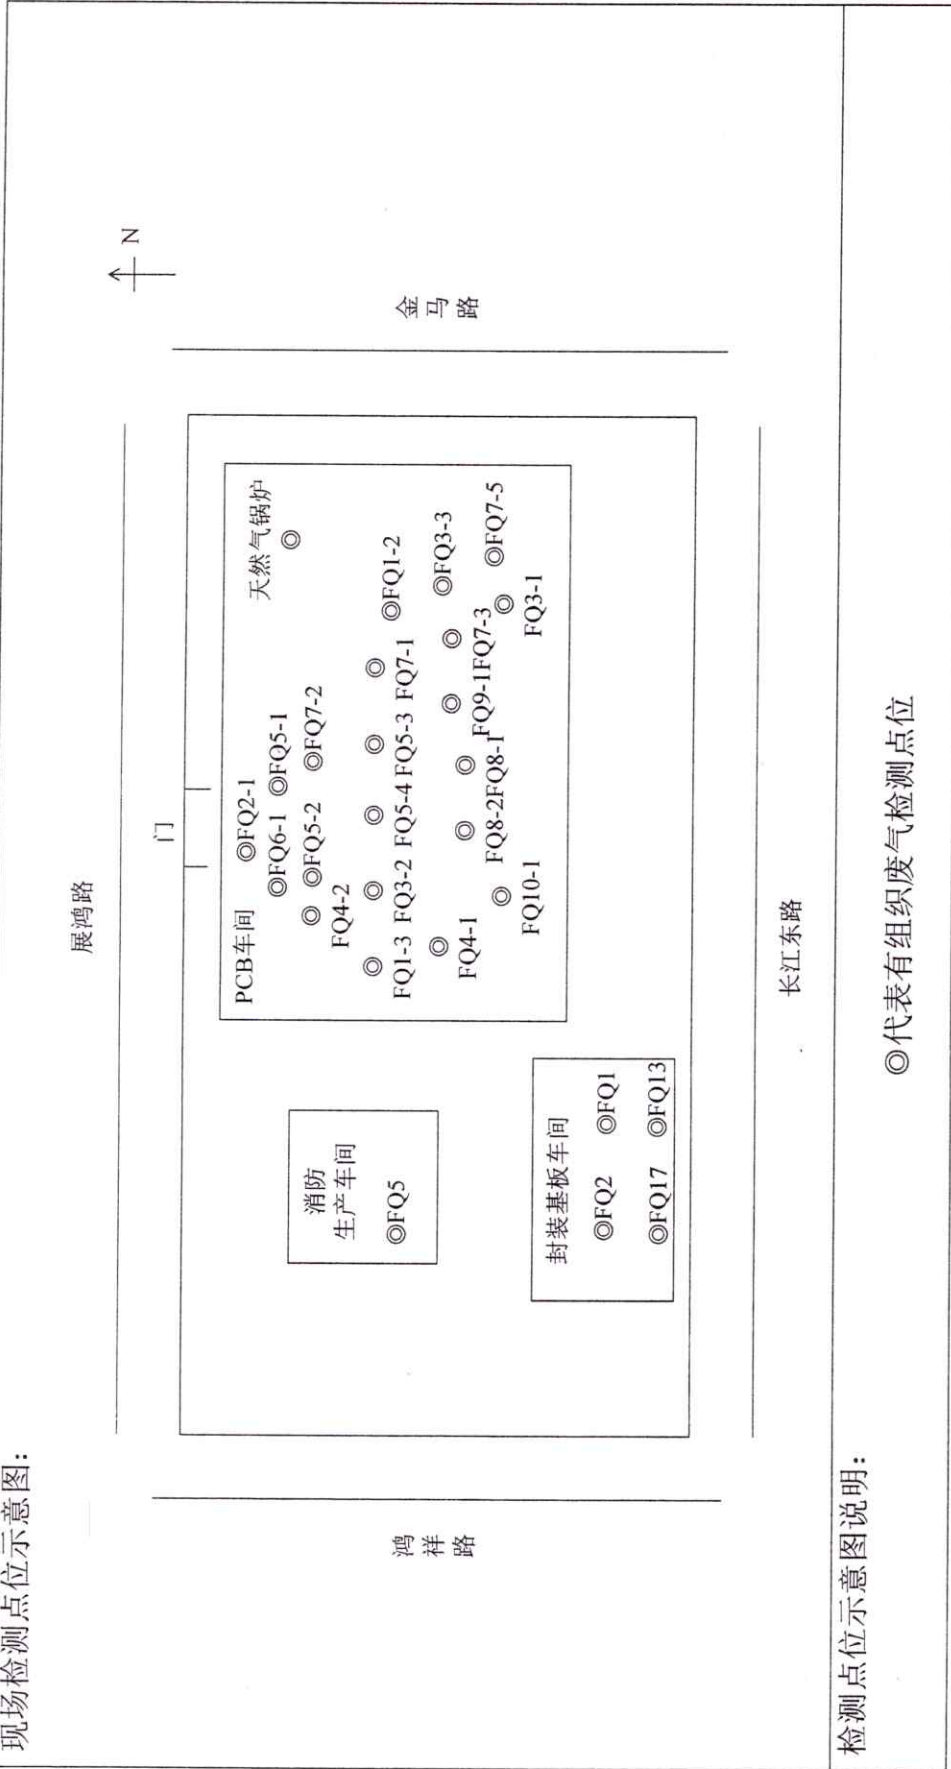 现场检测点位示意图：
展鸿路
N
门
PCB车间
◎FQ2-1
天然气锅炉
◎
◎FQ6-1
◎FQ5-1
◎
◎FQ5-2
◎FQ7-2
FQ4-2
◎ ◎ ◎ ◎ ◎
◎FQ1-2
FQ1-3 FQ3-2 FQ5-4 FQ5-3 FQ7-1
◎ ◎ ◎ ◎ ◎
◎FQ3-3
FQ4-1
FQ8-2FQ8-1
FQ9-1FQ7-3
◎
◎
◎FQ7-5
FQ10-1
FQ3-1
消防
生产车间
◎FQ5
封装基板车间
◎FQ2
◎FQ1
◎FQ17
◎FQ13
鸿祥路
金马路
长江东路
检测点位示意图说明：
◎代表有组织废气检测点位